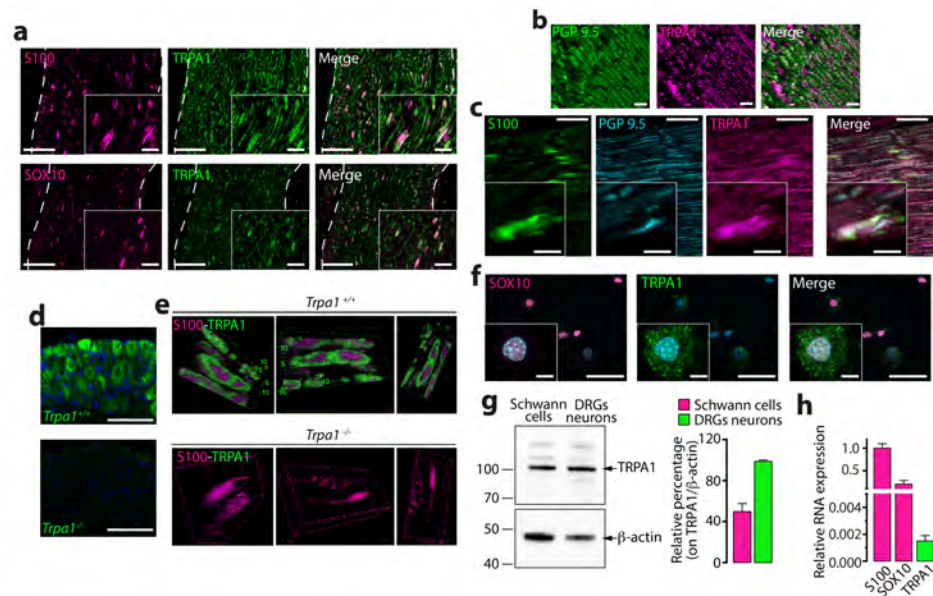 a
S100
TRPA1
Merge
SOX10
TRPA1
Merge
b
PGP 9.5
TRPA1
Merge
c
S100
PGP 9.5
TRPA1
Merge
d
Trpa1+/+
Trpa1-/-
e
Trpa1 +/+
S100-TRPA1
Trpa1 -/-
S100-TRPA1
f
SOX10
TRPA1
Merge
g
Schwann cells
DRGs neurons
100
70
TRPA1
50
40
β-actin
Schwann cells
DRGs neurons
Relative percentage
(on TRPA1/β-actin)
120
80
40
0
h
Relative RNA expression
1.0
0.5
0.004
0.002
0.000
S100
SOX10
TRPA1